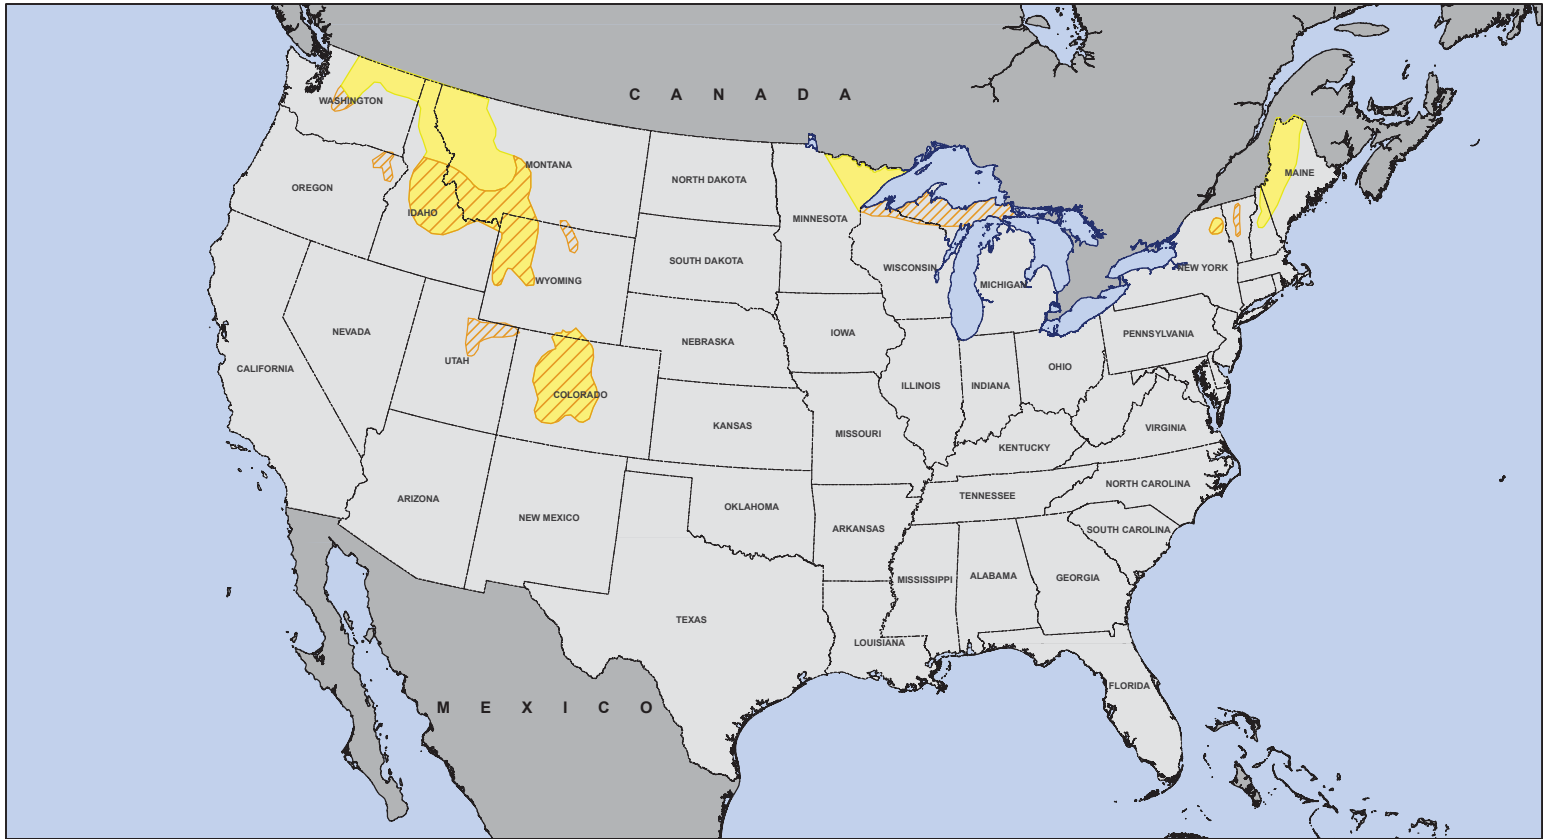 C A N A D A
WASHINGTON
MONTANA
MAINE
NORTH DAKOTA
OREGON
IDAHO
MINNESOTA
SOUTH DAKOTA
WISCONSIN
NEW YORK
WYOMING
MICHIGAN
NEVADA
IOWA
PENNSYLVANIA
NEBRASKA
UTAH
CALIFORNIA
OHIO
ILLINOIS
INDIANA
COLORADO
KANSAS
VIRGINIA
MISSOURI
KENTUCKY
NORTH CAROLINA
ARIZONA
TENNESSEE
OKLAHOMA
NEW MEXICO
ARKANSAS
SOUTH CAROLINA
MISSISSIPPI
ALABAMA
GEORGIA
TEXAS
LOUISIANA
FLORIDA
M E X I C O